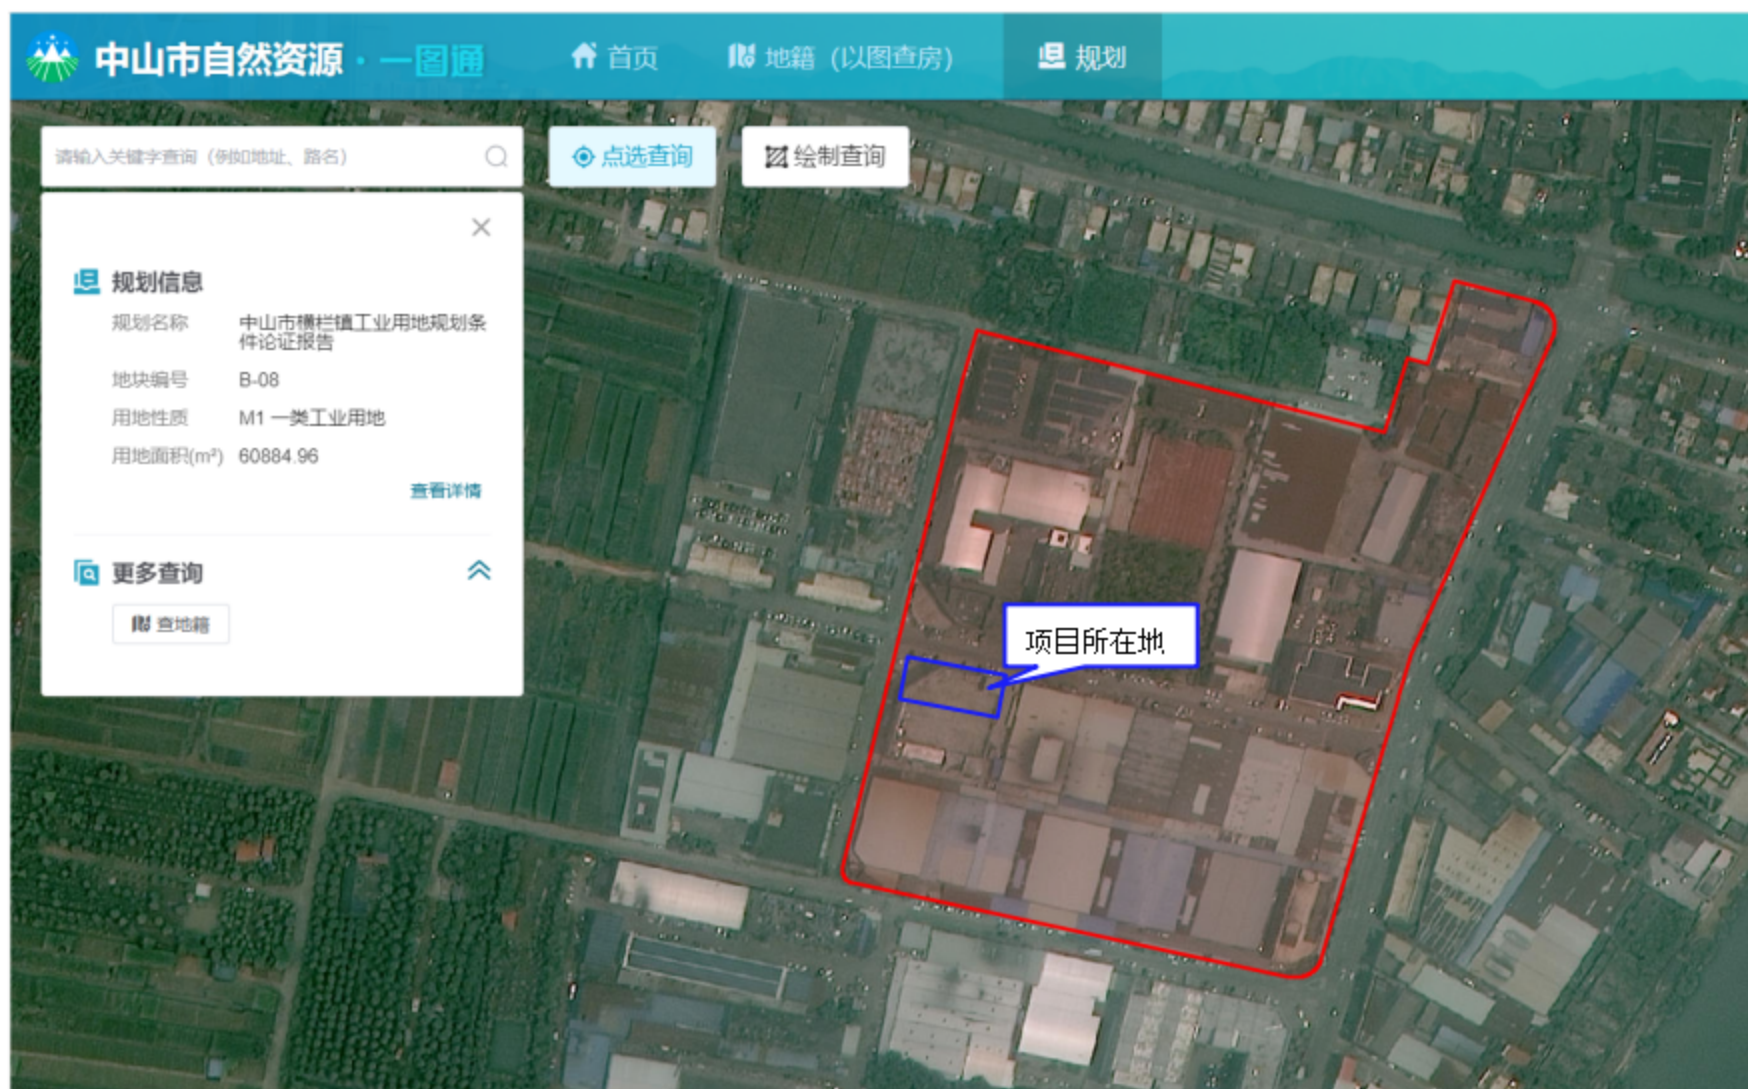 中山市自然资源·一图通
首页
地籍（以图查房）
规划
请输入关键字查询（例如地址、路名）
点选查询
绘制查询
规划信息
规划名称 中山市横栏镇工业用地规划条
件论证报告
地块编号 B-08
用地性质 M1 一类工业用地
用地面积(m²) 60884.96
查看详情
更多查询
查地籍
项目所在地